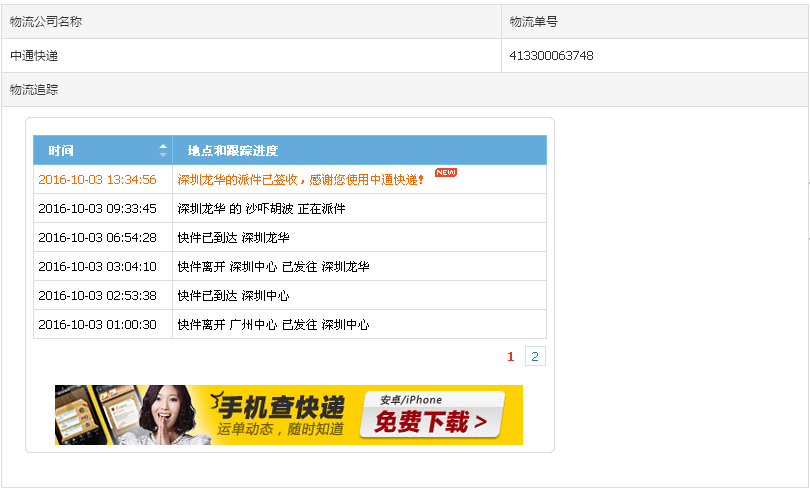 物流公司名称 物流单号
中通快递 413300063748
物流追踪
时间 地点和跟踪进度
2016-10-03 13:34:56 深圳龙华的派件已签收，感谢您使用中通快递! NEW
2016-10-03 09:33:45 深圳龙华 的 沙吓胡波 正在派件
2016-10-03 06:54:28 快件已到达 深圳龙华
2016-10-03 03:04:10 快件离开 深圳中心 已发往 深圳龙华
2016-10-03 02:53:38 快件已到达 深圳中心
2016-10-03 01:00:30 快件离开 广州中心 已发往 深圳中心
1 2
手机查快递
运单动态，随时知道
安卓/iPhone
免费下载 >